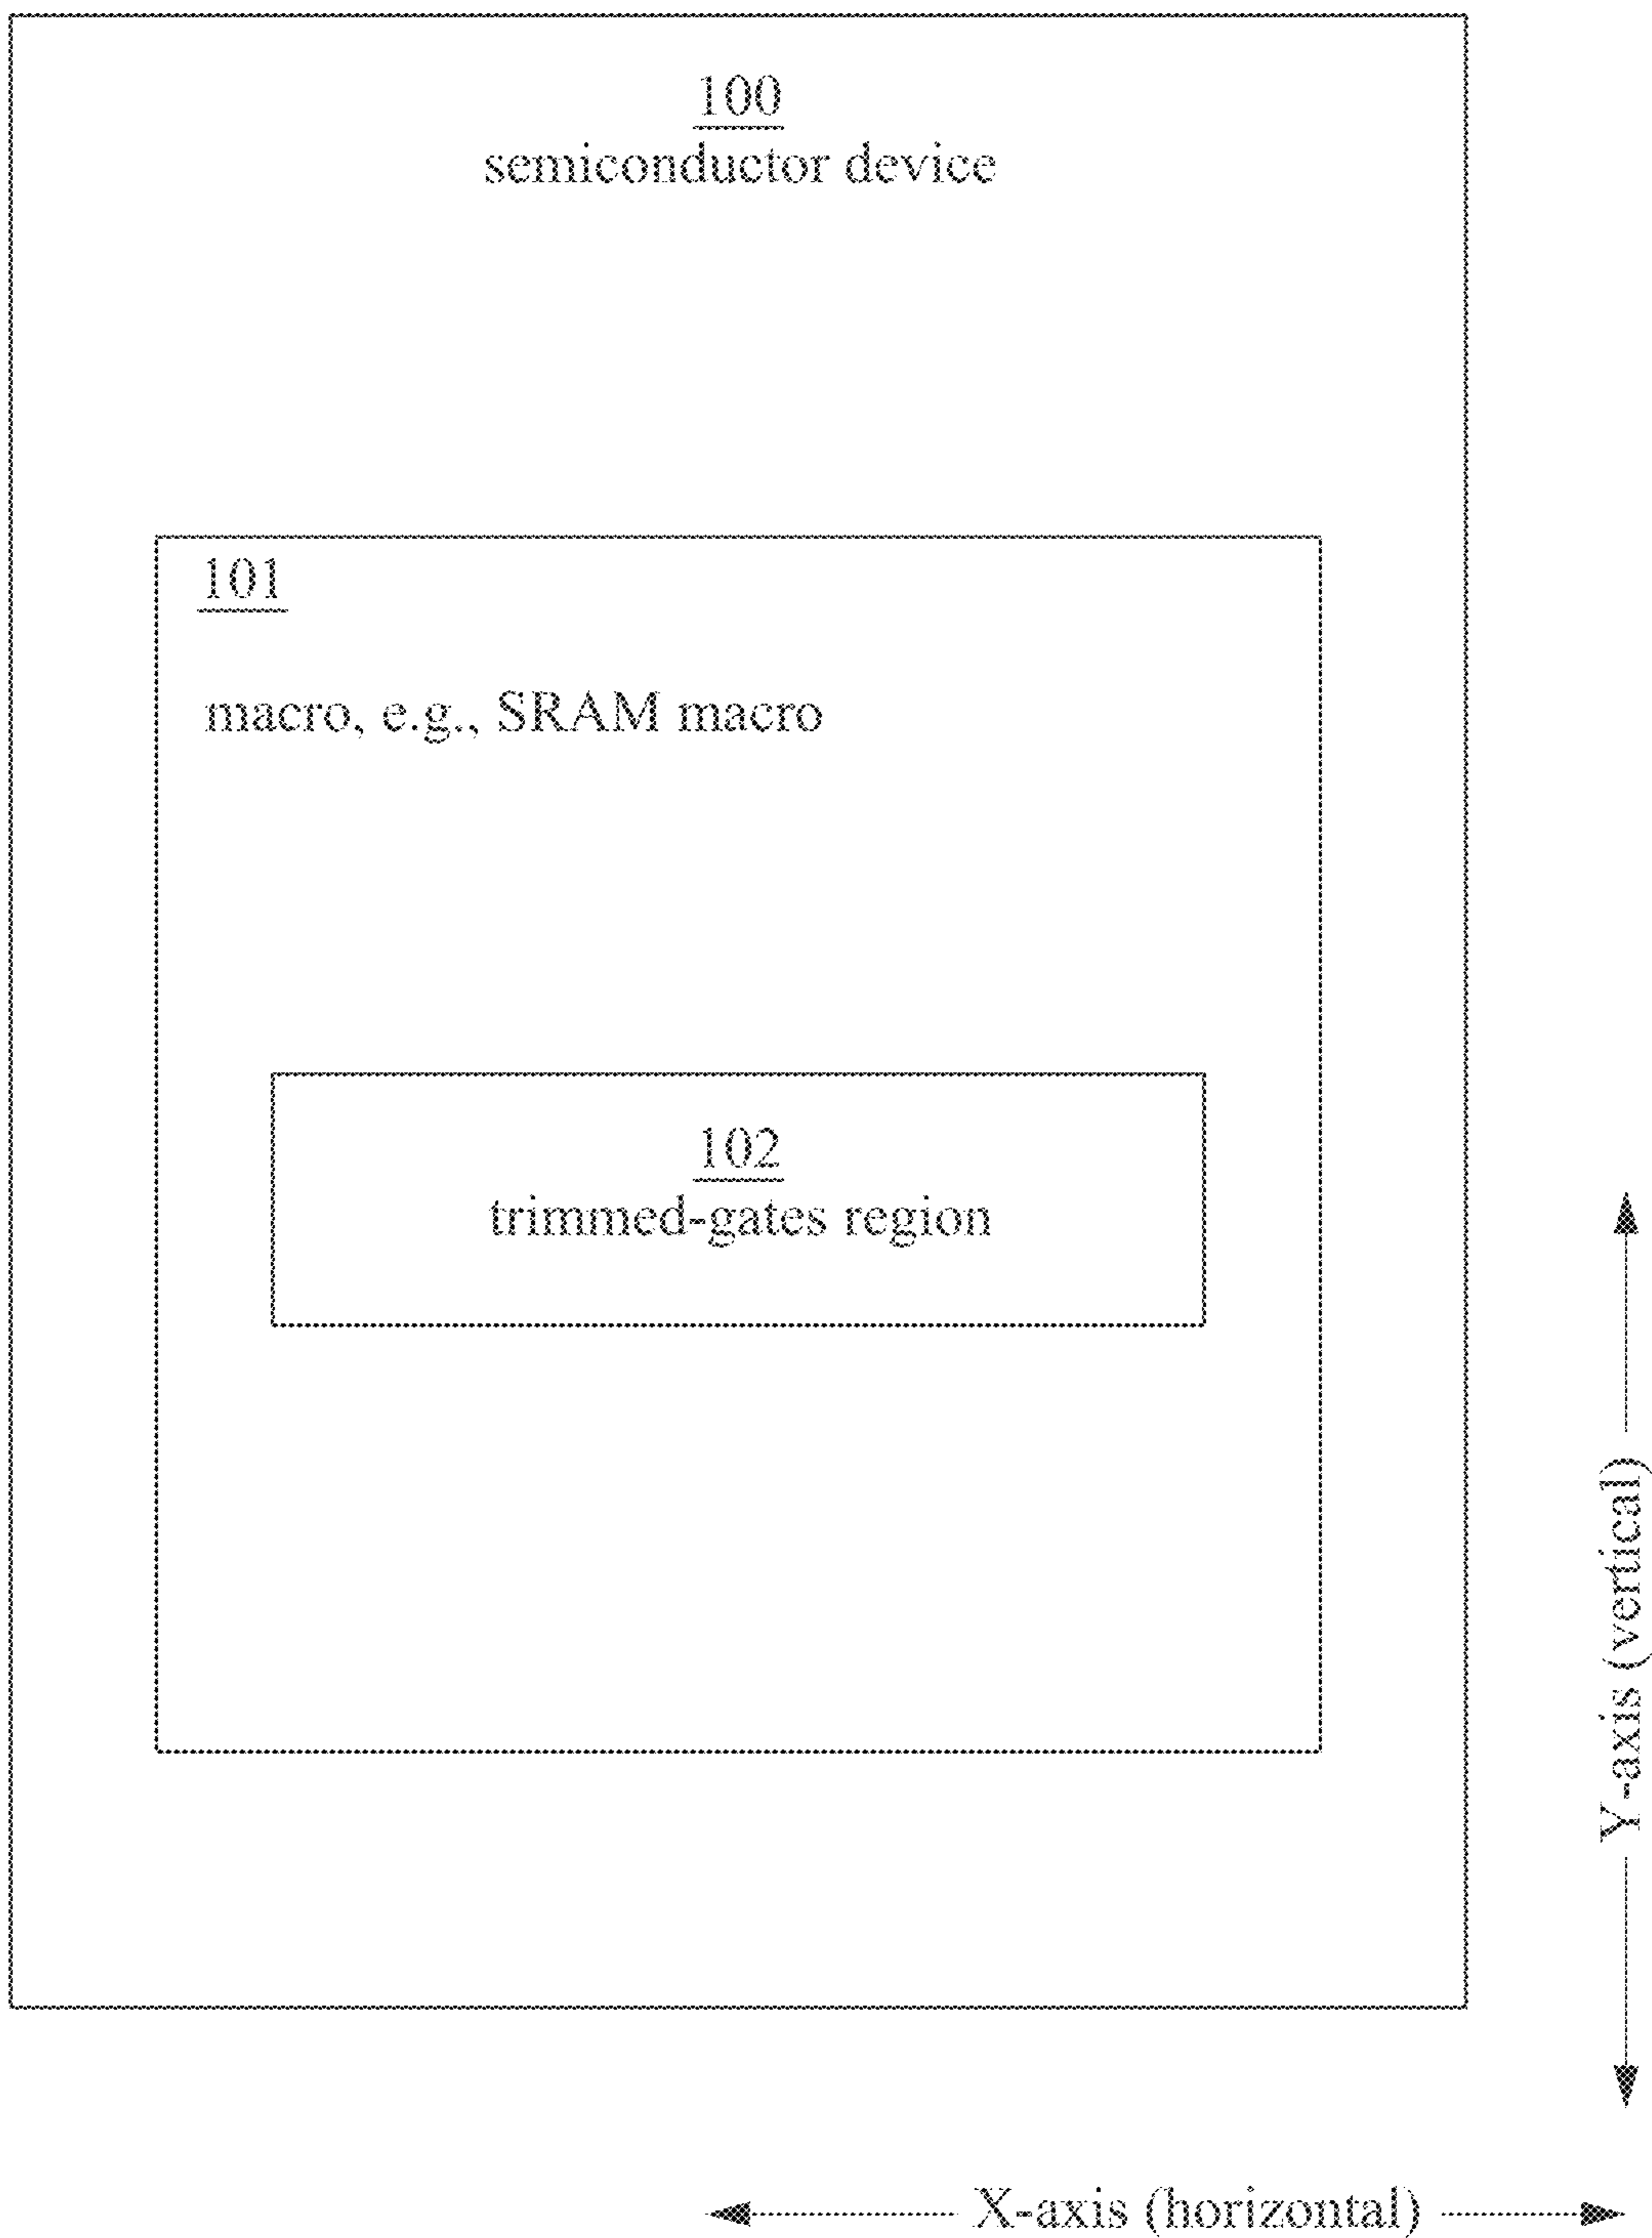 100
semiconductor device
101
macro, e.g., SRAM macro
102
trimmed-gates region
Y-axis (vertical)
X-axis (horizontal)